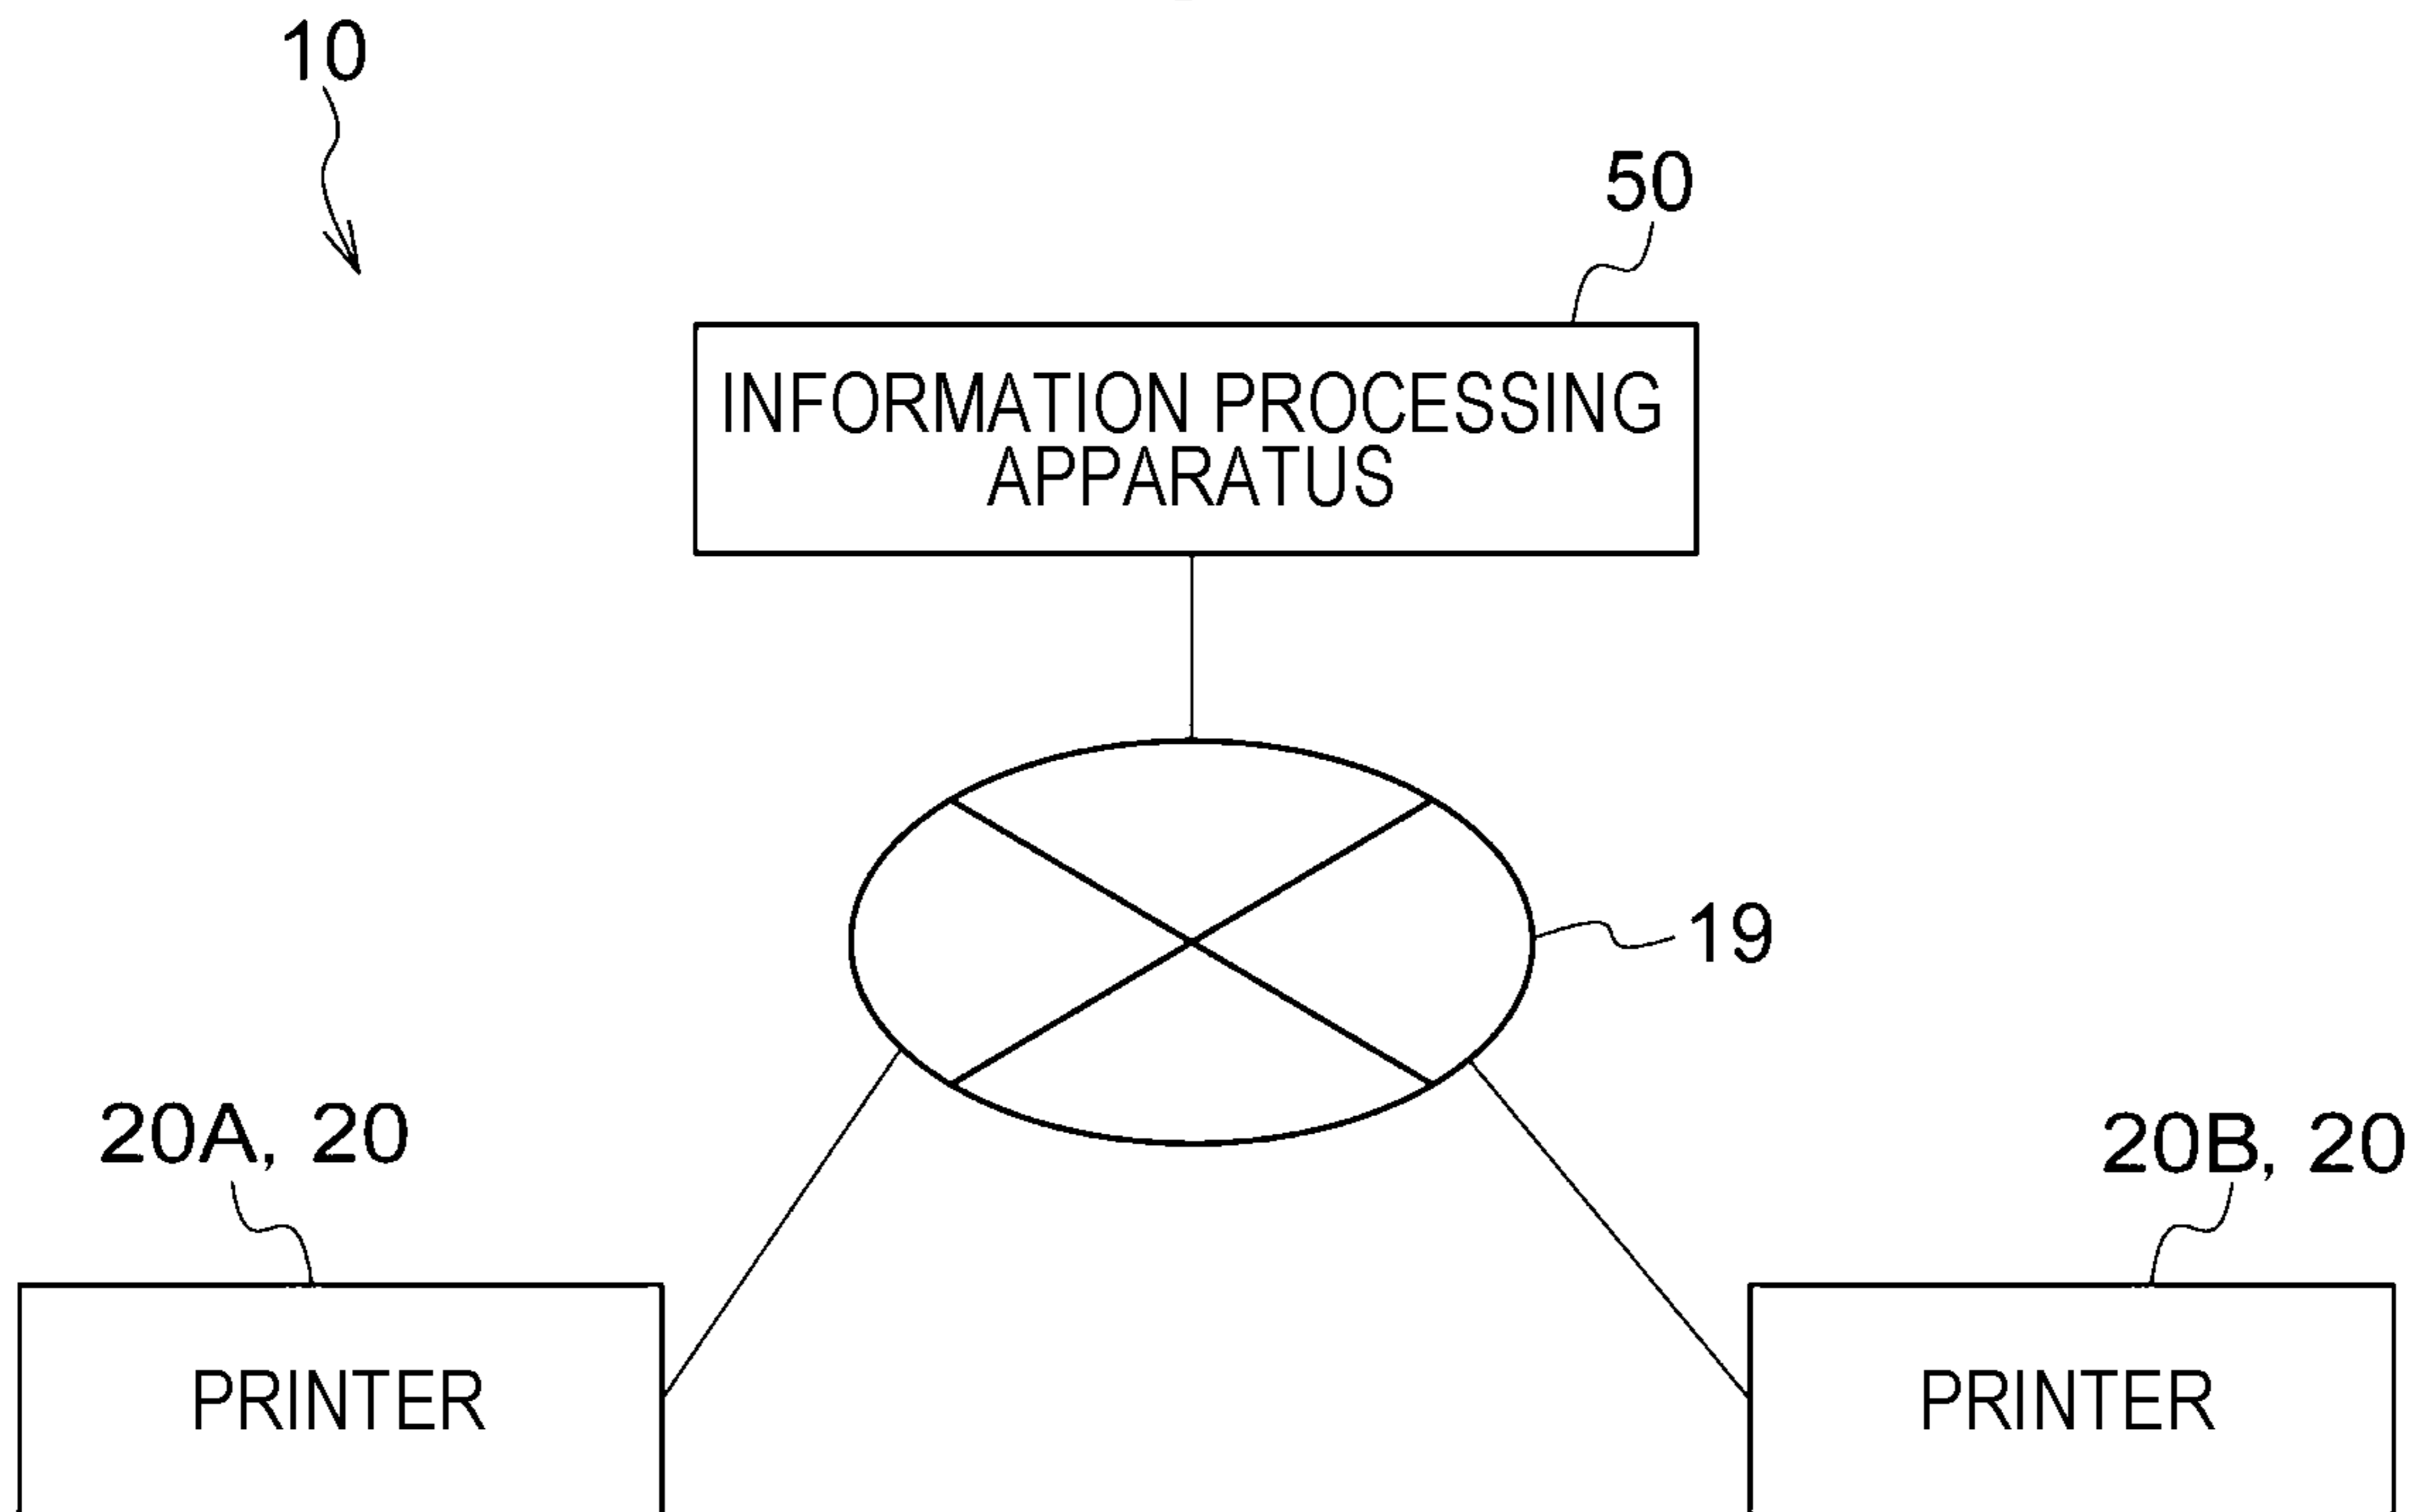 10
50
INFORMATION PROCESSING
APPARATUS
19
20A, 20
20B, 20
PRINTER
PRINTER